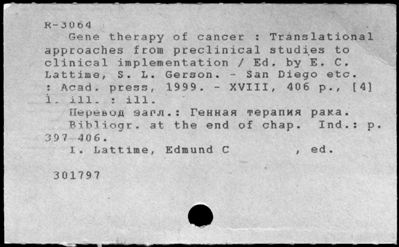 R-3064
Gene therapy of cancer : Translational
approaches from preclinical studies to
clinical implementation / Ed. by E. C.
Lattime, S. L. Gerson. - San Diego etc.
: Acad. press, 1999. - XVIII, 406 p., [4]
l. ill. : ill.
Перевод загл.: Генная терапия рака.
Bibliogr. at the end of chap. Ind.: p.
397-406.
I. Lattime, Edmund C , ed.
301797